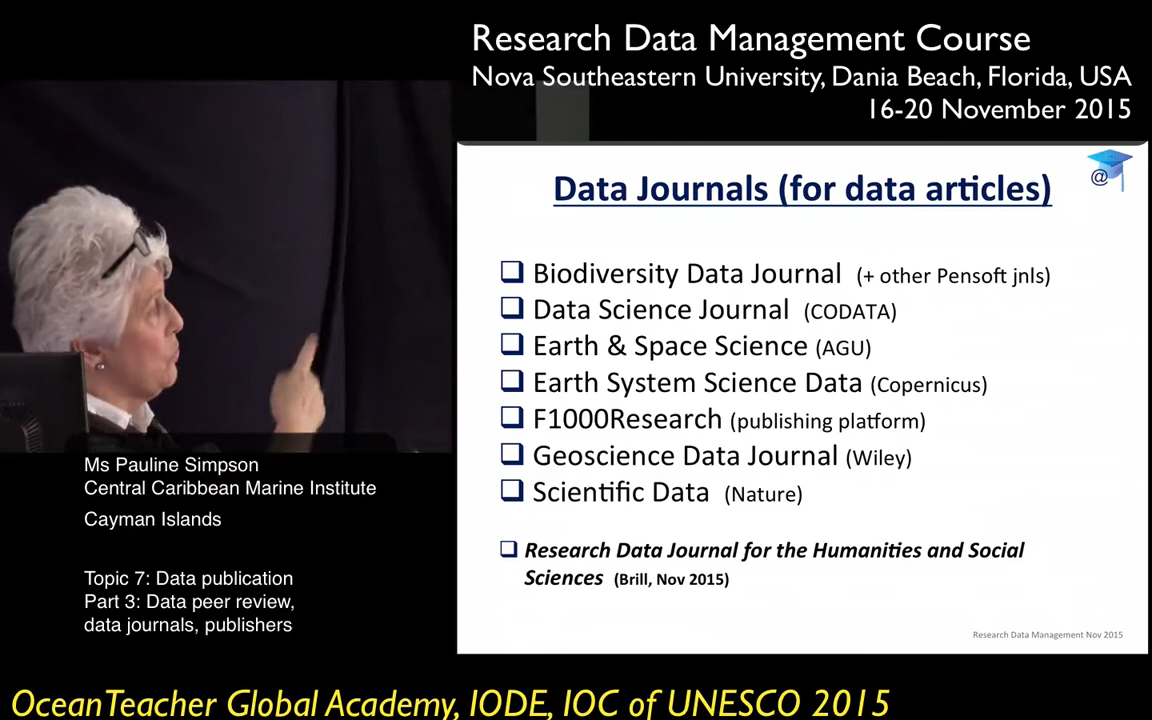 Research Data Management Course
Nova Southeastern University, Dania Beach, Florida, USA
16-20 November 2015
@
Data Journals (for data articles)
Biodiversity Data Journal (+ other Pensoft jnls)
Data Science Journal (CODATA)
Earth & Space Science (AGU)
Earth System Science Data (Copernicus)
F1000Research (publishing platform)
Geoscience Data Journal (Wiley)
Scientific Data (Nature)
Research Data Journal for the Humanities and Social
Sciences (Brill, Nov 2015)
Research Data Management Nov 2015
Ms Pauline Simpson
Central Caribbean Marine Institute
Cayman Islands
Topic 7: Data publication
Part 3: Data peer review,
data journals, publishers
OceanTeacher Global Academy, IODE, IOC of UNESCO 2015